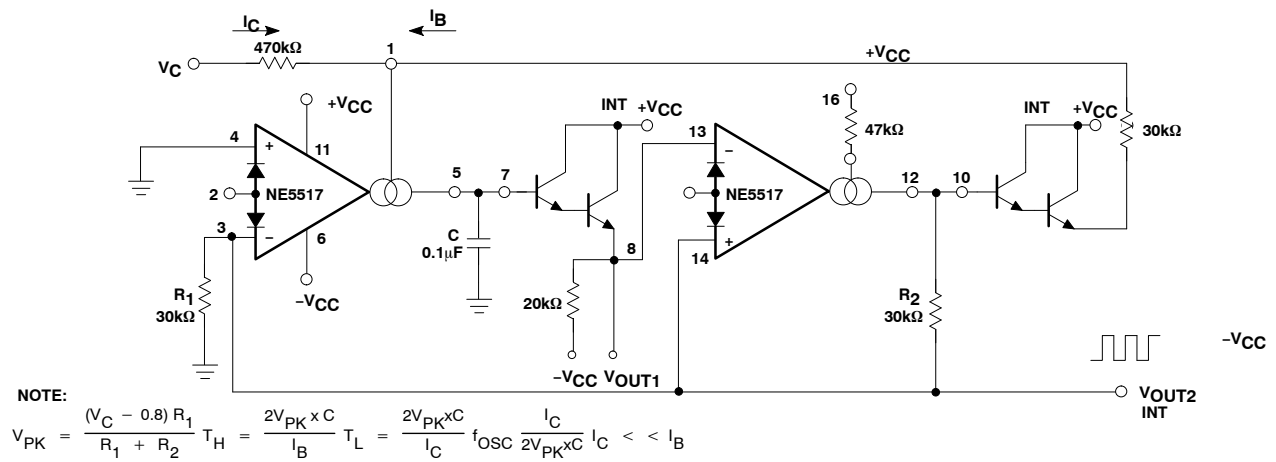 IC
IB
470kΩ
1
VC
+VCC
+VCC
INT
+VCC
16
INT
+VCC
4
+
11
5
7
13
−
47kΩ
30kΩ
2
NE5517
NE5517
12
10
3
−
6
C
0.1μF
8
+
14
R1
30kΩ
−VCC
20kΩ
R2
30kΩ
−VCC
VOUT1
−VCC
VOUT2
INT
NOTE:
VPK = (VC − 0.8) R1 / R1 + R2 TH = 2VPK x C / IB TL = 2VPKxC / IC fOSC IC / 2VPKxC IC < < IB